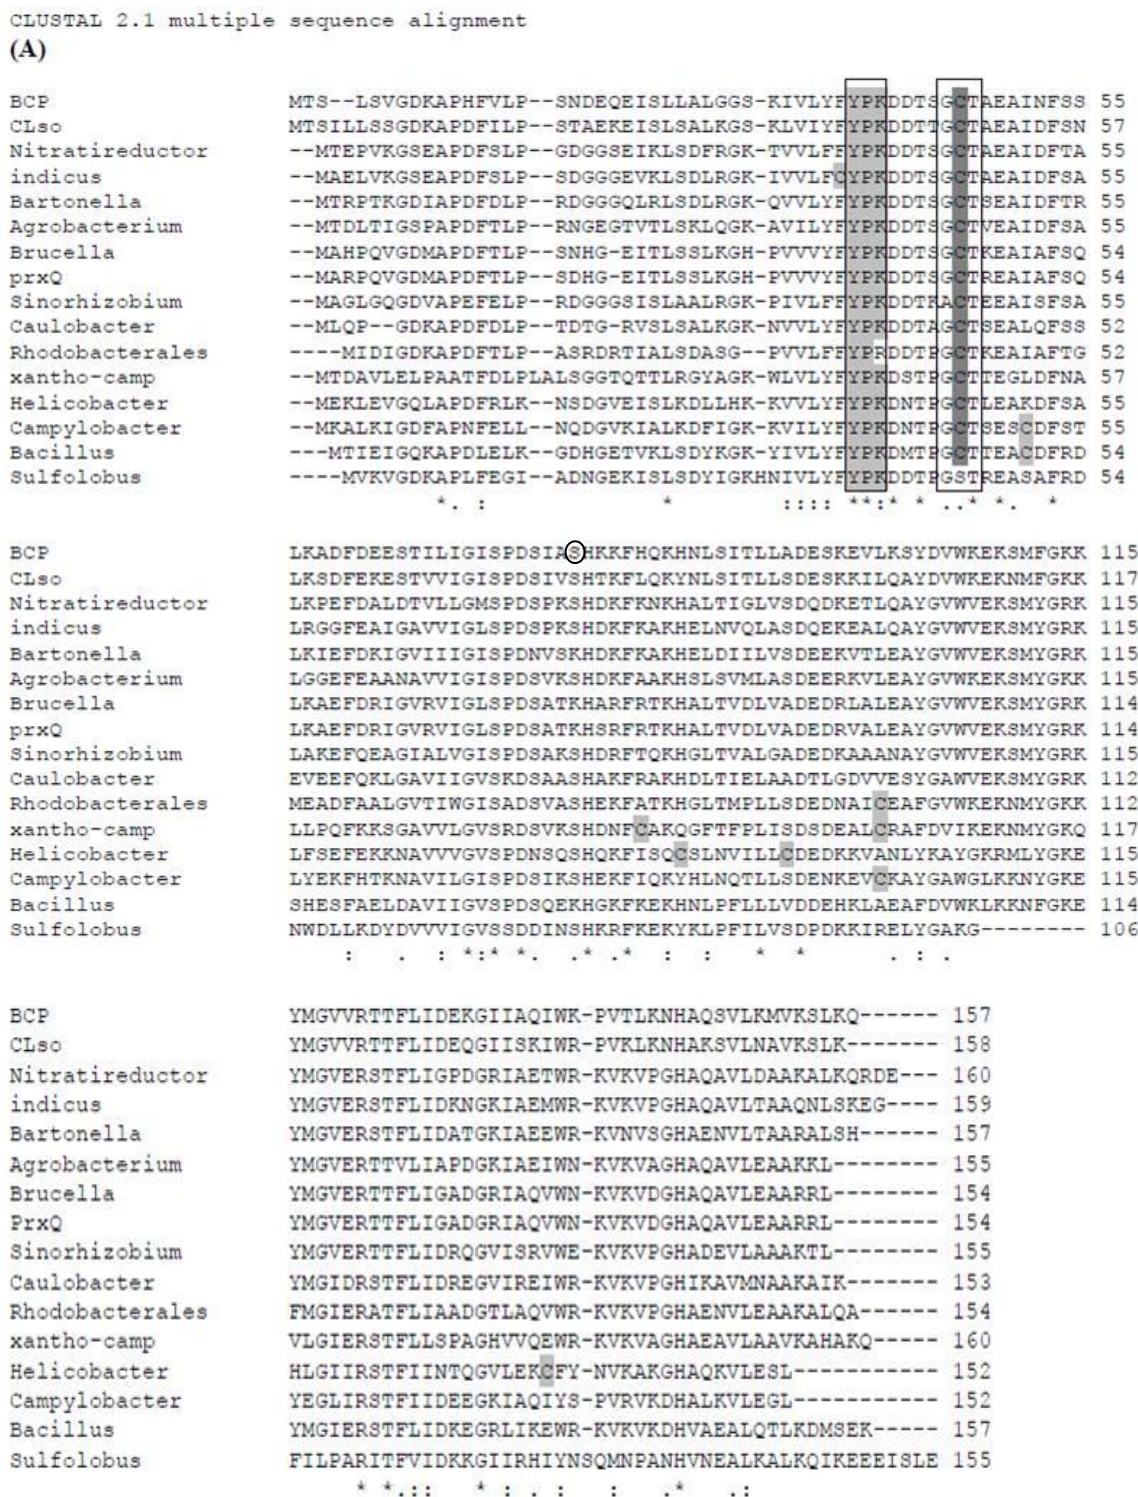 CLUSTAL 2.1 multiple sequence alignment
(A)
BCP MTS--LSVGDKAPHFVLP--SNDEQEISLLALGGS-KIVLYFYPKDDTSGCTAEAINFSS 55
CLso MTSILLSSGDKAPDFILP--STAEKEISLSALKGS-KLVIYFYPKDDTTGCTAEAIDFSN 57
Nitratireductor --MTEPVKGSEAPDFSLP--GDGGSEIKLSDFRGK-TVVLFFYPKDDTSGCTAEAIDFTA 55
indicus --MAELVKGSEAPDFSLP--SDGGGEVKLSDLRGK-IVVLFCYPKDDTSGCTAEAIDFSA 55
Bartonella --MTRPTKGDIAPDFDLP--RDGGGQLRLSDLRGK-QVVLYFYPKDDTSGCTSEAIDFTR 55
Agrobacterium --MTDLTIGSPAPDFTLP--RNGEGTVTLSKLQGK-AVILYFYPKDDTSGCTVEAIDFSA 55
Brucella --MAHPQVGDMAPDFTLP--SNHG-EITLSSLKGH-PVVVYFYPKDDTSGCTKEAIAFSQ 54
prxQ --MARPQVGDMAPDFTLP--SDHG-EITLSSLKGH-PVVVYFYPKDDTSGCTREAIAFSQ 54
Sinorhizobium --MAGLGQGDVAPEFELP--RDGGGSISLAALRGK-PIVLFFYPKDDTKACTEEAISFSA 55
Caulobacter --MLQP--GDKAPDFDLP--TDTG-RVSLSALKGK-NVVLYFYPKDDTAGCTSEALQFSS 52
Rhodobacterales ----MIDIGDKAPDFTLP--ASRDRTIALSDASG--PVVLFFYPRDDTPGCTKEAIAFTG 52
xantho-camp --MTDAVLELPAATFDLPLALSGGTQTTLRGYAGK-WLVLYFYPKDSTPGCTTEGLDFNA 57
Helicobacter --MEKLEVGQLAPDFRLK--NSDGVEISLKDLLHK-KVVLYFYPKDNTPGCTLEAKDFSA 55
Campylobacter --MKALKIGDFAPNFELL--NQDGVKIALKDFIGK-KVILYFYPKDNTPGCTSESCDFST 55
Bacillus ---MTIEIGQKAPDLELK--GDHGETVKLSDYKGK-YIVLYFYPKDMTPGCTTEACDFRD 54
Sulfolobus ----MVKVGDKAPLFEGI--ADNGEKISLSDYIGKHNIVLYFYPKDDTPGSTREASAFRD 54
*. : * :::: **:* * ..* *. *
BCP LKADFDEESTILIGISPDSIASHKKFHQKHNLSITLLADESKEVLKSYDVWKEKSMFGKK 115
CLso LKSDFEKESTVVIGISPDSIVSHTKFLQKYNLSITLLSDESKKILQAYDVWKEKNMFGKK 117
Nitratireductor LKPEFDALDTVLLGMSPDSPKSHDKFKNKHALTIGLVSDQDKETLQAYGVWVEKSMYGRK 115
indicus LRGGFEAIGAVVIGLSPDSPKSHDKFKAKHELNVQLASDQEKEALQAYGVWVEKSMYGRK 115
Bartonella LKIEFDKIGVIIIGISPDNVSKHDKFKAKHELDIILVSDEEKVTLEAYGVWVEKSMYGRK 115
Agrobacterium LGGEFEAANAVVIGISPDSVKSHDKFAAKHSLSVMLASDEERKVLEAYGVWVEKSMYGKK 115
Brucella LKAEFDRIGVRVIGISPDSATKHARFRTKHALTVDLVADEDRLALEAYGVWVEKSMYGRK 114
prxQ LKAEFDRIGVRVIGLSPDSATKHSRFRTKHALTVDLVADEDRVALEAYGVWVEKSMYGRK 114
Sinorhizobium LAKEFQEAGIALVGISPDSAKSHDRFTQKHGLTVALGADEDKAAANAYGVWVEKSMYGRK 115
Caulobacter EVEEFQKLGAVIIGVSKDSAASHAKFRAKHDLTIELAADTLGDVVESYGAWVEKSMYGRK 112
Rhodobacterales MEADFAALGVTIWGISADSVASHEKFATKHGLTMPLLSDEDNAICEAFGVWKEKNMYGRK 112
xantho-camp LLPQFKKSGAVVLGVSRDSVKSHDNFCAKQGFTFPLISDSDEALCRAFDVIKEKNMYGKQ 117
Helicobacter LFSEFEKKNAVVVGVSPDNSQSHQKFISQCSLNVILLCDEDKKVANLYKAYGKRMLYGKE 115
Campylobacter LYEKFHTKNAVILGISPDSIKSHEKFIQKYHLNQTLLSDENKEVCKAYGAWGLKKNYGKE 115
Bacillus SHESFAELDAVIIGVSPDSQEKHGKFKEKHNLPFLLLVDDEHKLAEAFDVWKLKKNFGKE 114
Sulfolobus NWDLLKDYDVVVIGVSSDDINSHKRFKEKYKLPFILVSDPDKKIRELYGAKG-------- 106
: . : *:* *. .* .* : : * * . : .
BCP YMGVVRTTFLIDEKGIIAQIWK-PVTLKNHAQSVLKMVKSLKQ------ 157
CLso YMGVVRTTFLIDEQGIISKIWR-PVKLKNHAKSVLNAVKSLK------- 158
Nitratireductor YMGVERSTFLIGPDGRIAETWR-KVKVPGHAQAVLDAAKALKQRDE--- 160
indicus YMGVERSTFLIDKNGKIAEMWR-KVKVPGHAQAVLTAAQNLSKEG---- 159
Bartonella YMGVERSTFLIDATGKIAEEWR-KVNVSGHAENVLTAARALSH------ 157
Agrobacterium YMGVERTTVLIAPDGKIAEIWN-KVKVAGHAQAVLEAAKKL-------- 155
Brucella YMGVERTTFLIGADGRIAQVWN-KVKVDGHAQAVLEAARRL-------- 154
PrxQ YMGVERTTFLIGADGRIAQVWN-KVKVDGHAQAVLEAARRL-------- 154
Sinorhizobium YMGVERTTFLIDRQGVISRVWE-KVKVPGHADEVLAAAKTL-------- 155
Caulobacter YMGIDRSTFLIDREGVIREIWR-KVKVPGHIKAVMNAAKAIK------- 153
Rhodobacterales FMGIERATFLIAADGTLAQVWR-KVKVPGHAENVLEAAKALQA------ 154
xantho-camp VLGIERSTFLLSPAGHVVQEWR-KVKVAGHAEAVLAAVKAHAKQ----- 160
Helicobacter HLGIIRSTFIINTQGVLEKCFY-NVKAKGHAQKVLESL----------- 152
Campylobacter YEGLIRSTFIIDEEGKIAQIYS-PVRVKDHALKVLEGL----------- 152
Bacillus YMGIERSTFLIDKEGRLIKEWR-KVKVKDHVAEALQTLKDMSEK----- 157
Sulfolobus FILPARITFVIDKKGIIRHIYNSQMNPANHVNEALKALKQIKEEEISLE 155
* *.:: * : . : : .* .: